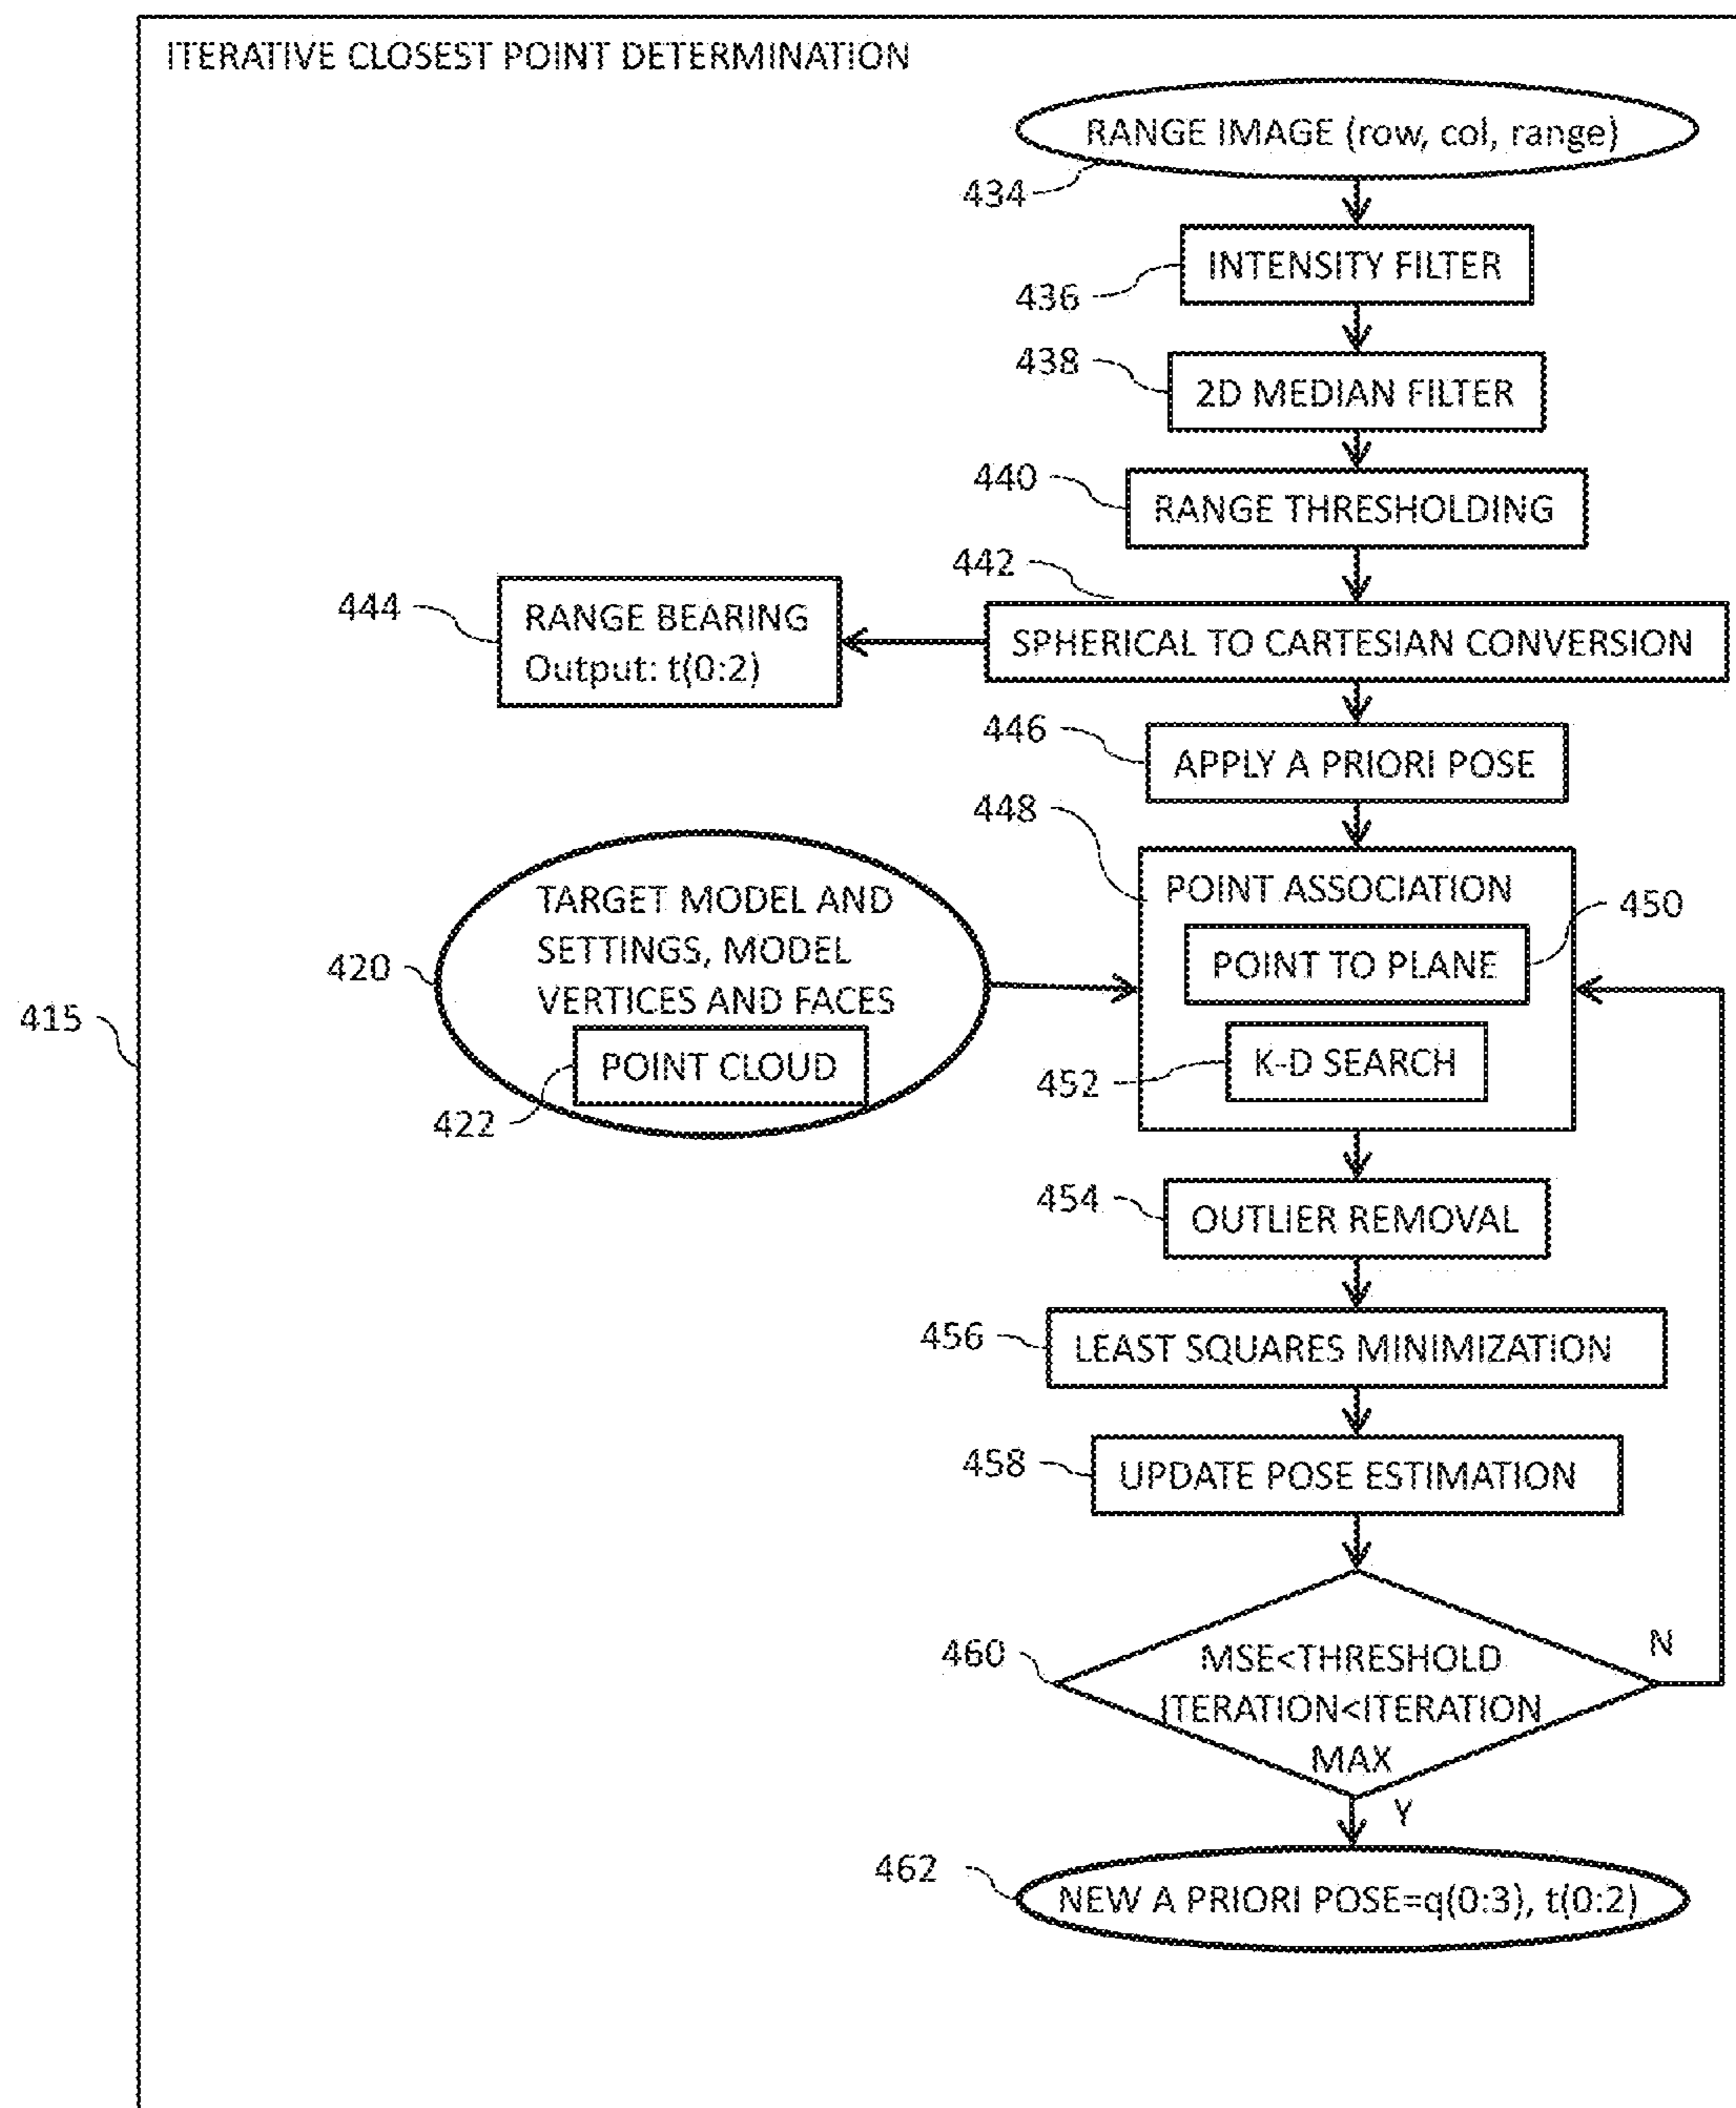 ITERATIVE CLOSEST POINT DETERMINATION
RANGE IMAGE (row, col, range)
434
INTENSITY FILTER
436
438
2D MEDIAN FILTER
440
RANGE THRESHOLDING
442
444
RANGE BEARING
Output: t(0:2)
SPHERICAL TO CARTESIAN CONVERSION
446
APPLY A PRIORI POSE
448
POINT ASSOCIATION
450
POINT TO PLANE
K-D SEARCH
452
TARGET MODEL AND
SETTINGS, MODEL
VERTICES AND FACES
420
POINT CLOUD
422
415
454
OUTLIER REMOVAL
456
LEAST SQUARES MINIMIZATION
458
UPDATE POSE ESTIMATION
460
MSE<THRESHOLD
ITERATION<ITERATION
MAX
N
Y
462
NEW A PRIORI POSE=q(0:3), t(0:2)